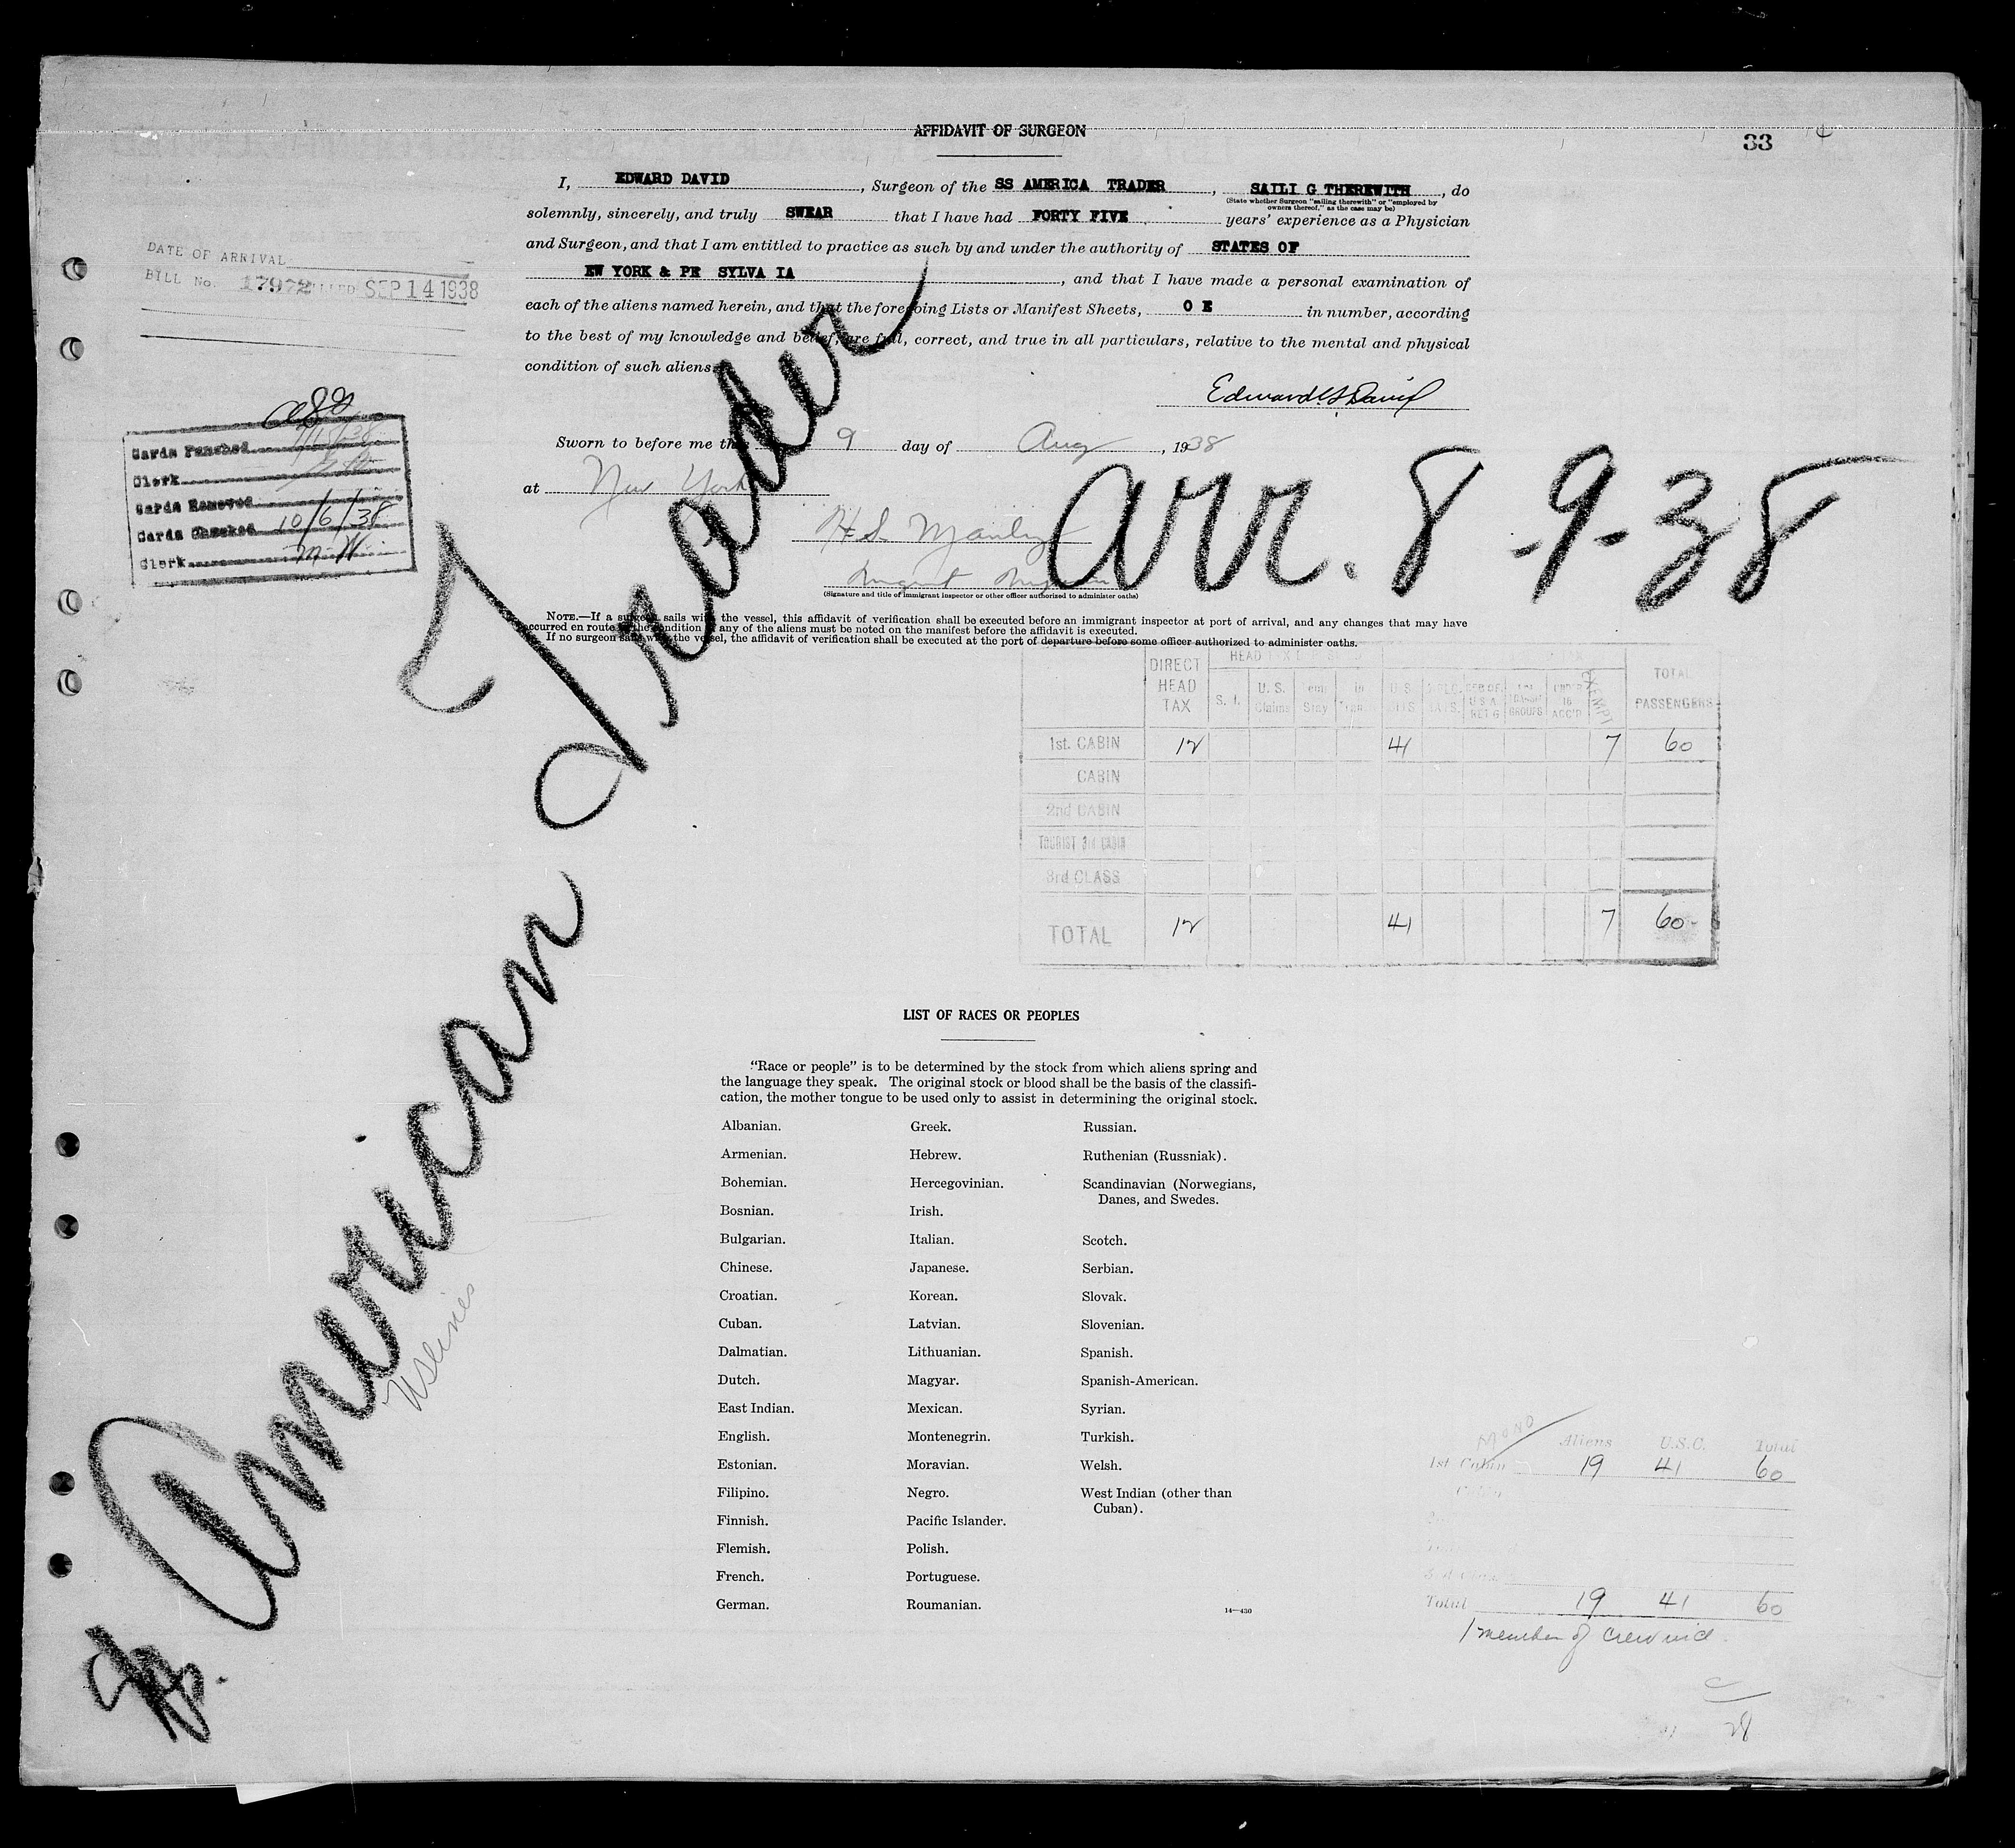 AFFIDAVIT OF SURGEON
33
I, EDWARD DAVID, Surgeon of the SS AMERICA TRADER, SAILI G THEREWITH, do
(State whether Surgeon "sailing therewith" or "employed by
owners thereof," as the case may be)
solemnly, sincerely, and truly SWEAR that I have had FORTY FIVE years' experience as a Physician
and Surgeon, and that I am entitled to practice as such by and under the authority of STATES OF
EW YORK & PE SYLVA IA, and that I have made a personal examination of
each of the aliens named herein, and that the foregoing Lists or Manifest Sheets, O E in number, according
to the best of my knowledge and belief, are full, correct, and true in all particulars, relative to the mental and physical
condition of such aliens.
DATE OF ARRIVAL
BILL No. 17972 FILLED SEP 14 1938
Cards Punched
Clerk
Cards Removed
Cards Checked 10/6/38
Clerk M W
Sworn to before me this 9 day of Aug, 1938
at New York
(Signature and title of immigrant inspector or other officer authorized to administer oaths)
arr. 8-9-38
American Trader
US Lines
NOTE.—If a surgeon sails with the vessel, this affidavit of verification shall be executed before an immigrant inspector at port of arrival, and any changes that may have
occurred en route in the condition of any of the aliens must be noted on the manifest before the affidavit is executed.
If no surgeon sails with the vessel, the affidavit of verification shall be executed at the port of departure before some officer authorized to administer oaths.
DIRECT HEAD TAX S. I. U. S. Claims U.S. EXEMPT TOTAL PASSENGERS
1st. CABIN 12 41 7 60
CABIN
2nd CABIN
TOURIST 3rd CABIN
3rd CLASS
TOTAL 12 41 7 60
LIST OF RACES OR PEOPLES
"Race or people" is to be determined by the stock from which aliens spring and
the language they speak. The original stock or blood shall be the basis of the classifi-
cation, the mother tongue to be used only to assist in determining the original stock.
Albanian. Greek. Russian.
Armenian. Hebrew. Ruthenian (Russniak).
Bohemian. Hercegovinian. Scandinavian (Norwegians,
Danes, and Swedes.
Bosnian. Irish.
Bulgarian. Italian. Scotch.
Chinese. Japanese. Serbian.
Croatian. Korean. Slovak.
Cuban. Latvian. Slovenian.
Dalmatian. Lithuanian. Spanish.
Dutch. Magyar. Spanish-American.
East Indian. Mexican. Syrian.
English. Montenegrin. Turkish.
Estonian. Moravian. Welsh.
Filipino. Negro. West Indian (other than
Cuban).
Finnish. Pacific Islander.
Flemish. Polish.
French. Portuguese.
German. Roumanian.
14—430
Aliens U.S.C. Total
1st Cabin 19 41 60
Total 19 41 60
1 member of crew incl.
28